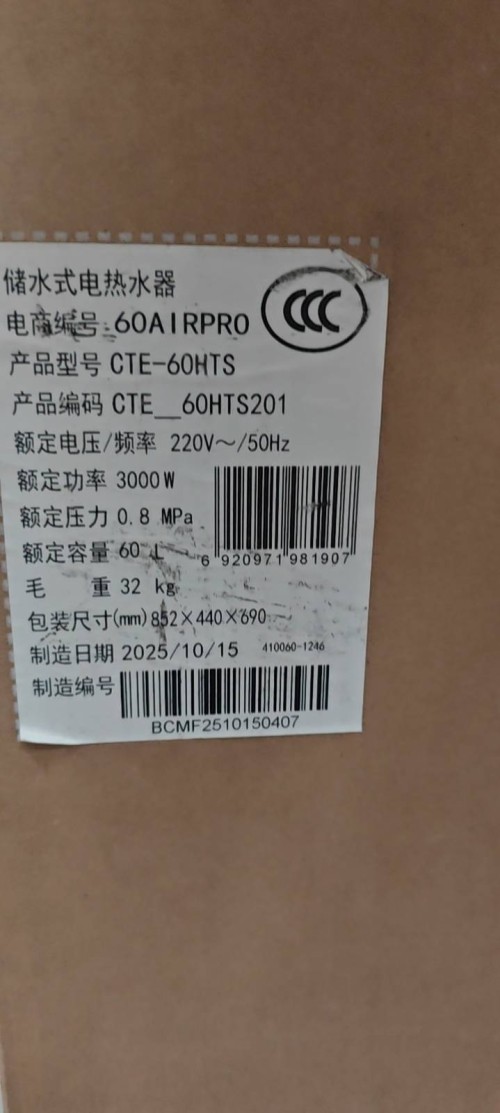 储水式电热水器
CCC
电商编号:60AIRPRO
产品型号 CTE-60HTS
产品编码 CTE__60HTS201
额定电压/频率 220V～/50Hz
额定功率 3000W
额定压力 0.8 MPa
额定容量 60 L
6 920971 981907
毛 重 32 kg
包装尺寸(mm)852×440×690
制造日期 2025/10/15 410060-1246
制造编号
BCMF2510150407